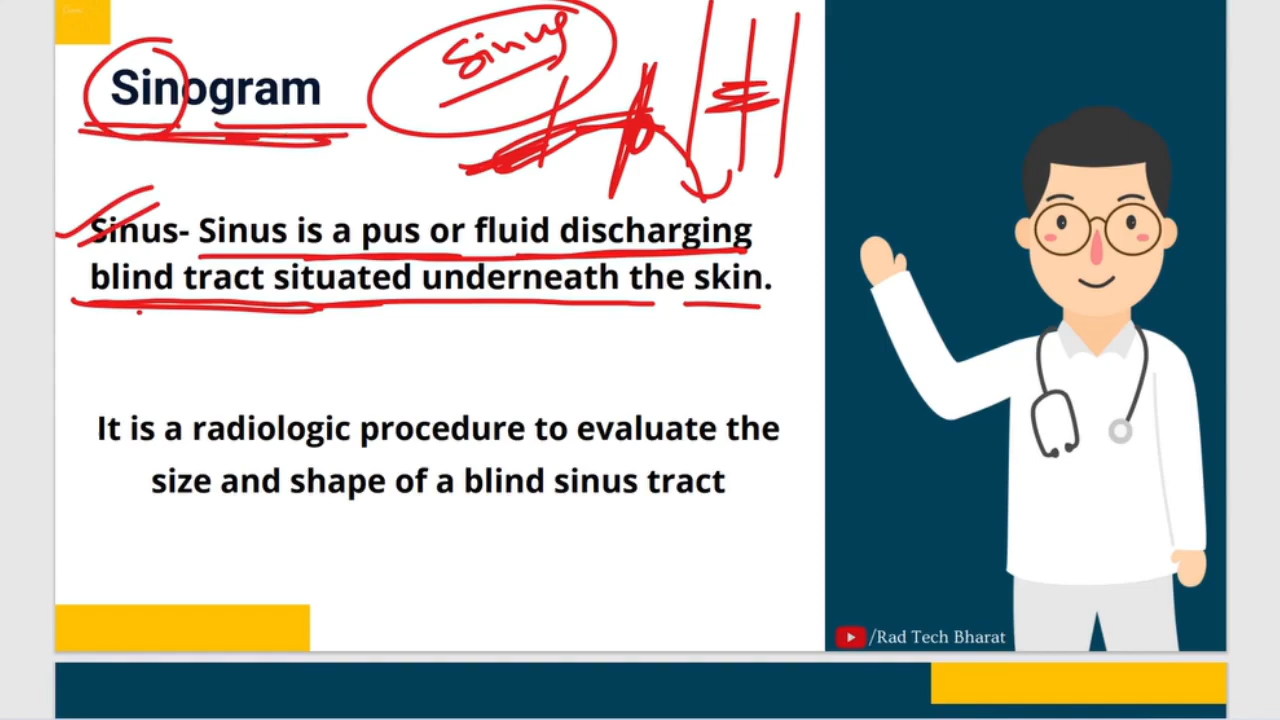 Sinogram
Sinus
Sinus- Sinus is a pus or fluid discharging
blind tract situated underneath the skin.
It is a radiologic procedure to evaluate the
size and shape of a blind sinus tract
/Rad Tech Bharat